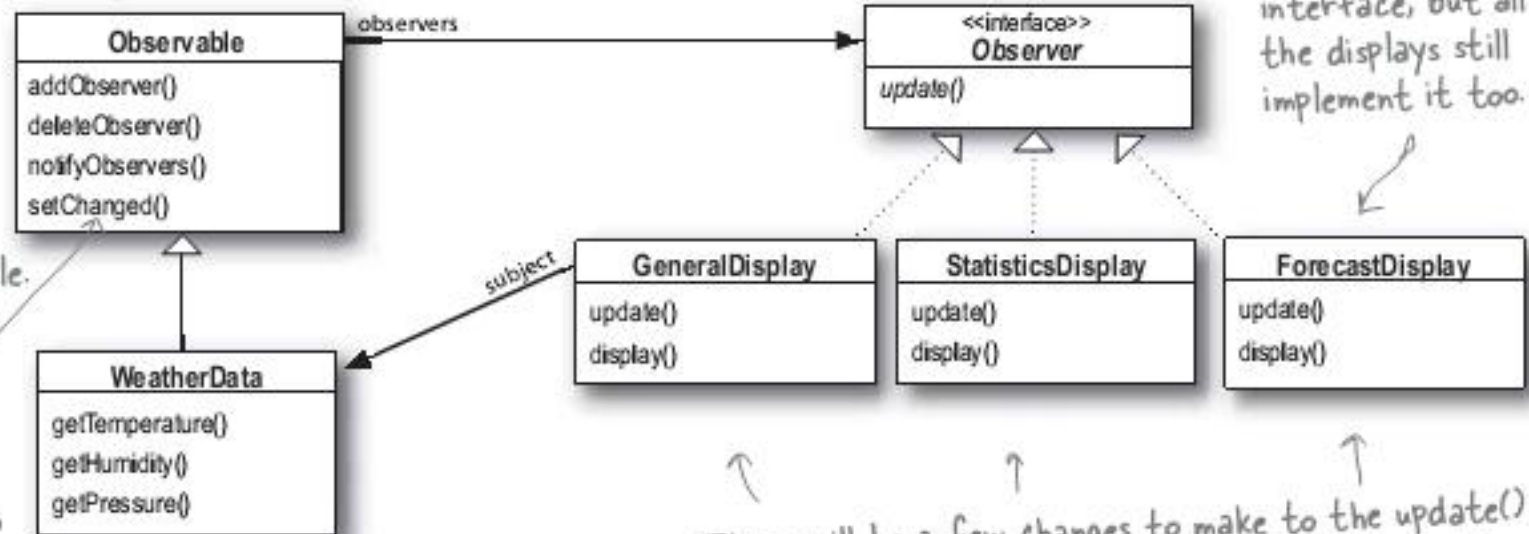 Observable
addObserver()
deleteObserver()
notifyObservers()
setChanged()
observers
<<interface>>
Observer
update()
interface, but all
the displays still
implement it too.
subject
GeneralDisplay
update()
display()
StatisticsDisplay
update()
display()
ForecastDisplay
update()
display()
le.
WeatherData
getTemperature()
getHumidity()
getPressure()
few changes to make to the update()